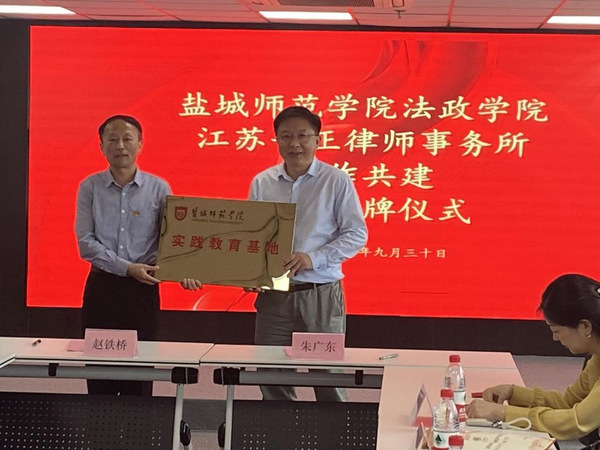 盐城师范学院法政学院
江苏 正律师事务所
作共建
牌仪式
年九月三十日
盐城师范学院
实践教育基地
赵铁桥
朱广东